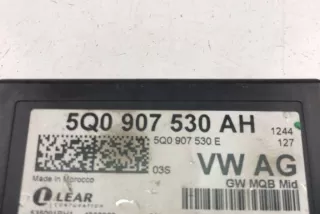 5Q0 907 530 AH
5Q0 907 530 E
1244
127
03S
VW AG
Made in Morocco
GW MQB Mid
LEAR
CORPORATION